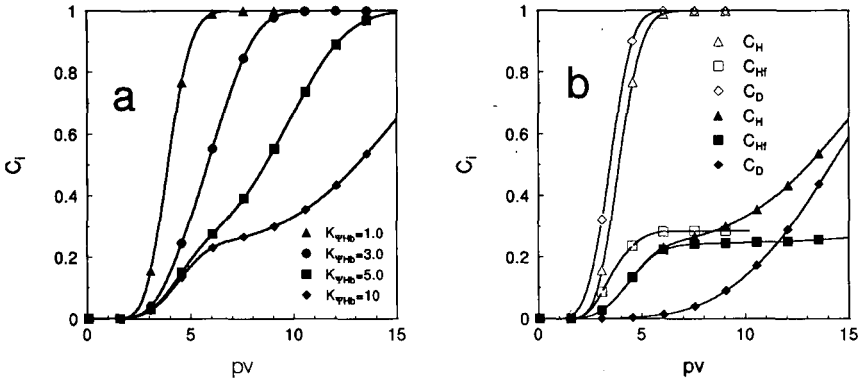 1
0.8
0.6
0.4
0.2
0
C_i
a
K_ΨHb=1.0
K_ΨHb=3.0
K_ΨHb=5.0
K_ΨHb=10
0 5 10 15
pv
1
0.8
0.6
0.4
0.2
0
C_i
b
C_H
C_Hf
C_D
C_H
C_Hf
C_D
0 5 10 15
pv